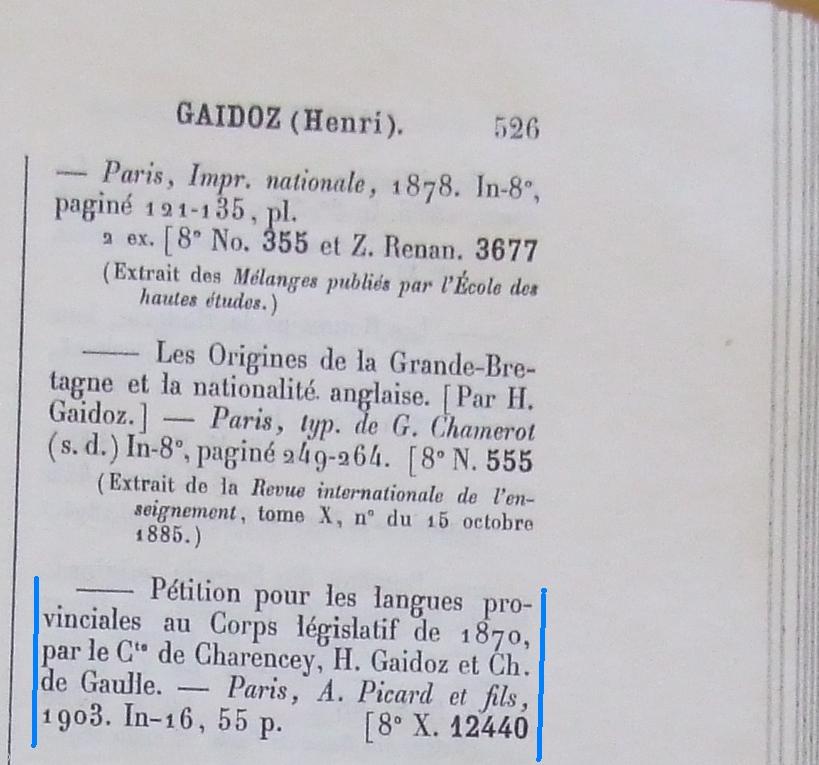 GAIDOZ (Henri). 526
— Paris, Impr. nationale, 1878. In-8°,
paginé 121-135, pl.
2 ex. [8° No. 355 et Z. Renan. 3677
(Extrait des Mélanges publiés par l'École des
hautes études.)
—— Les Origines de la Grande-Bre-
tagne et la nationalité anglaise. [Par H.
Gaidoz.] — Paris, typ. de G. Chamerot
(s. d.) In-8°, paginé 249-264. [8° N. 555
(Extrait de la Revue internationale de l'en-
seignement, tome X, n° du 15 octobre
1885.)
—— Pétition pour les langues pro-
vinciales au Corps législatif de 1870,
par le Cte de Charencey, H. Gaidoz et Ch.
de Gaulle. — Paris, A. Picard et fils,
1903. In-16, 55 p. [8° X. 12440